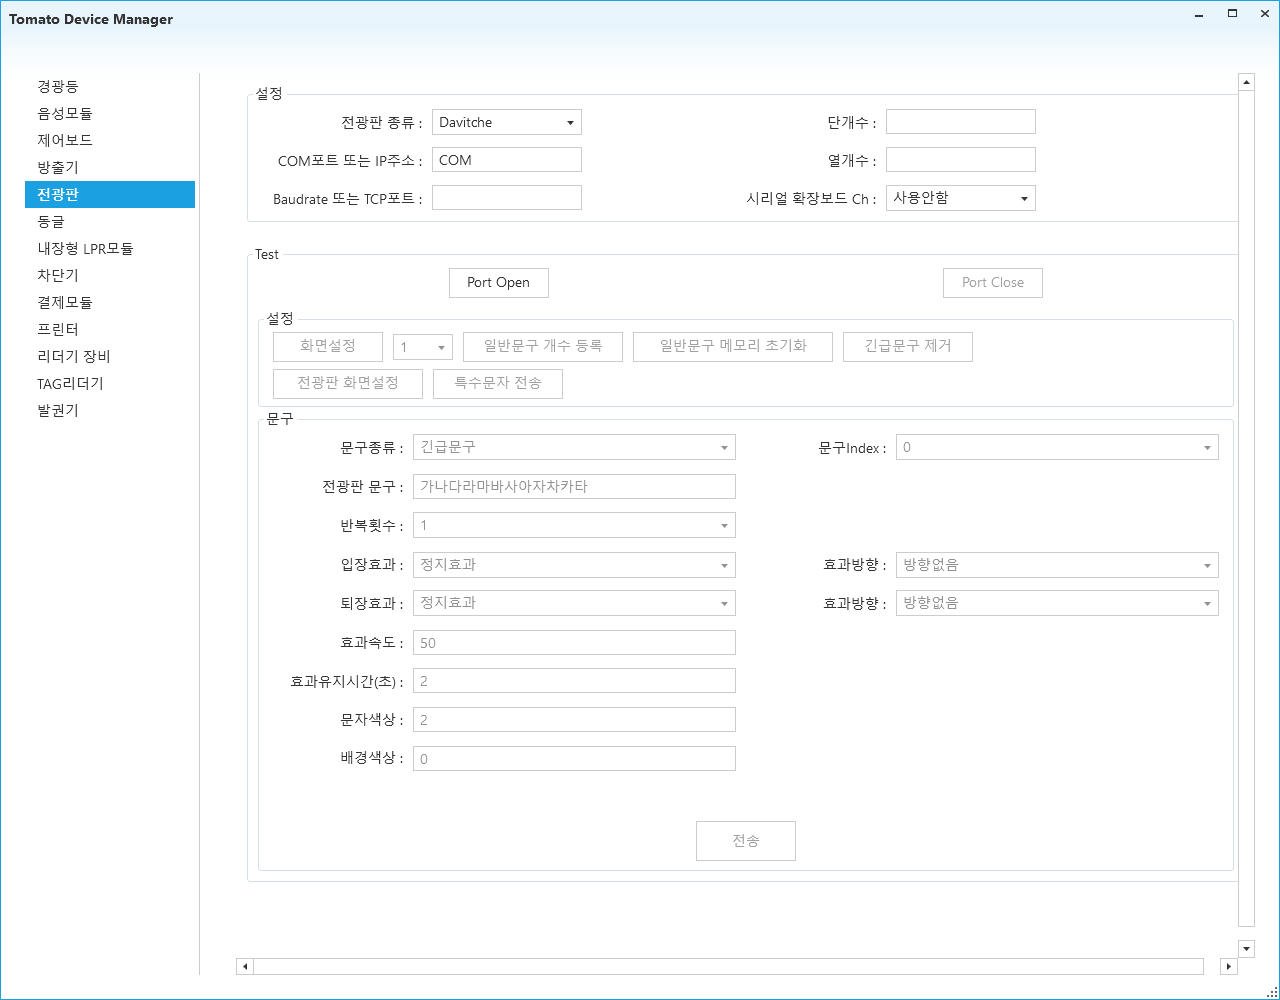 Tomato Device Manager
경광등
음성모듈
제어보드
방출기
전광판
동글
내장형 LPR모듈
차단기
결제모듈
프린터
리더기 장비
TAG리더기
발권기
설정
전광판 종류 : Davitche 단개수 :
COM포트 또는 IP주소 : COM 열개수 :
Baudrate 또는 TCP포트 : 시리얼 확장보드 Ch : 사용안함
Test
Port Open Port Close
설정
화면설정 1 일반문구 개수 등록 일반문구 메모리 초기화 긴급문구 제거
전광판 화면설정 특수문자 전송
문구
문구종류 : 긴급문구 문구Index : 0
전광판 문구 : 가나다라마바사아자차카타
반복횟수 : 1
입장효과 : 정지효과 효과방향 : 방향없음
퇴장효과 : 정지효과 효과방향 : 방향없음
효과속도 : 50
효과유지시간(초) : 2
문자색상 : 2
배경색상 : 0
전송